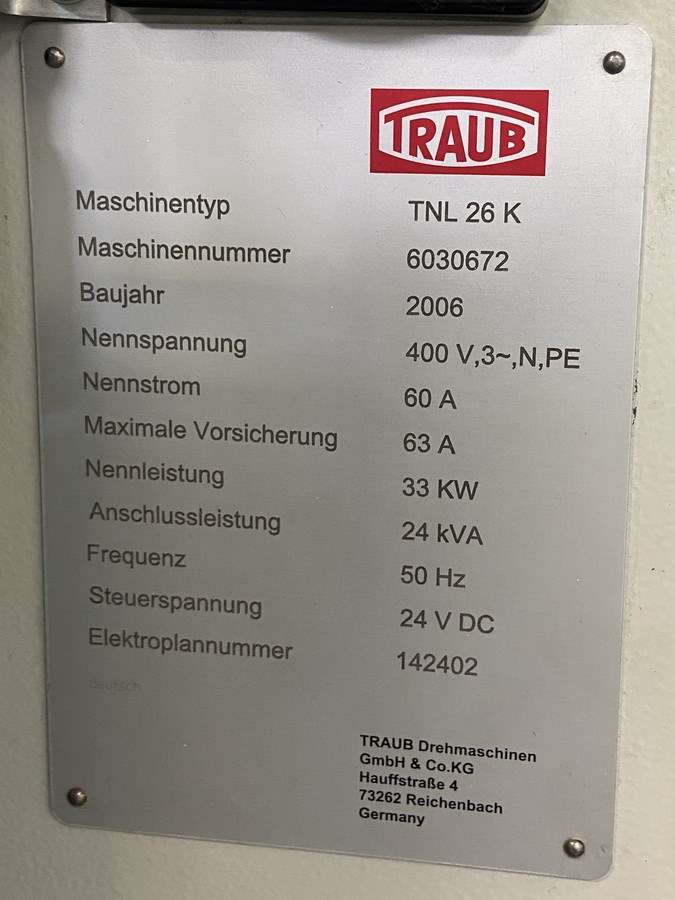 TRAUB
Maschinentyp TNL 26 K
Maschinennummer 6030672
Baujahr 2006
Nennspannung 400 V,3~,N,PE
Nennstrom 60 A
Maximale Vorsicherung 63 A
Nennleistung 33 KW
Anschlussleistung 24 kVA
Frequenz 50 Hz
Steuerspannung 24 V DC
Elektroplannummer 142402
deutsch
TRAUB Drehmaschinen
GmbH & Co.KG
Hauffstraße 4
73262 Reichenbach
Germany